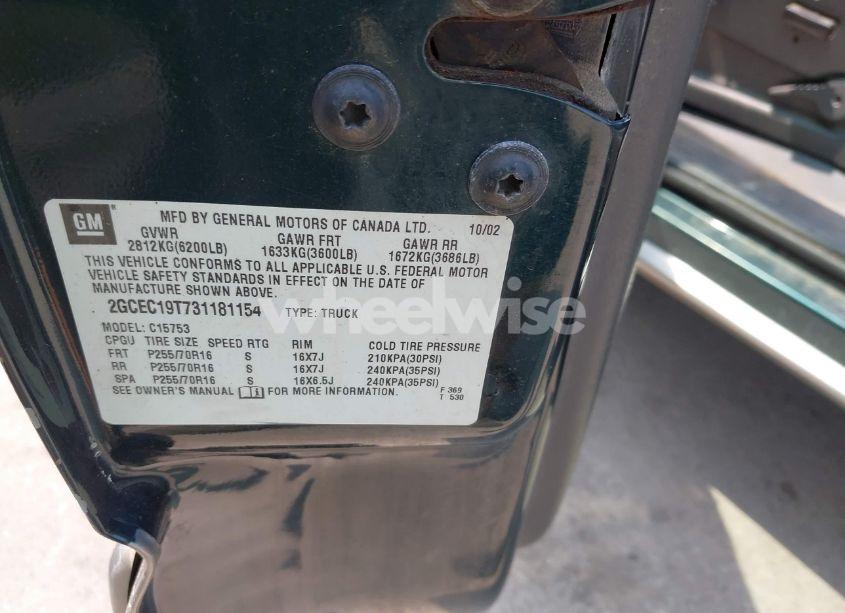 GM ® MFD BY GENERAL MOTORS OF CANADA LTD. 10/02
GVWR GAWR FRT GAWR RR
2812KG(6200LB) 1633KG(3600LB) 1672KG(3686LB)
THIS VEHICLE CONFORMS TO ALL APPLICABLE U.S. FEDERAL MOTOR
VEHICLE SAFETY STANDARDS IN EFFECT ON THE DATE OF
MANUFACTURE SHOWN ABOVE.
2GCEC19T731181154 TYPE: TRUCK
wheelwise
MODEL: C15753
CPGU TIRE SIZE SPEED RTG RIM COLD TIRE PRESSURE
FRT P255/70R16 S 16X7J 210KPA(30PSI)
RR P255/70R16 S 16X7J 240KPA(35PSI)
SPA P255/70R16 S 16X6.5J 240KPA(35PSI)
SEE OWNER'S MANUAL FOR MORE INFORMATION. F 369
T 530